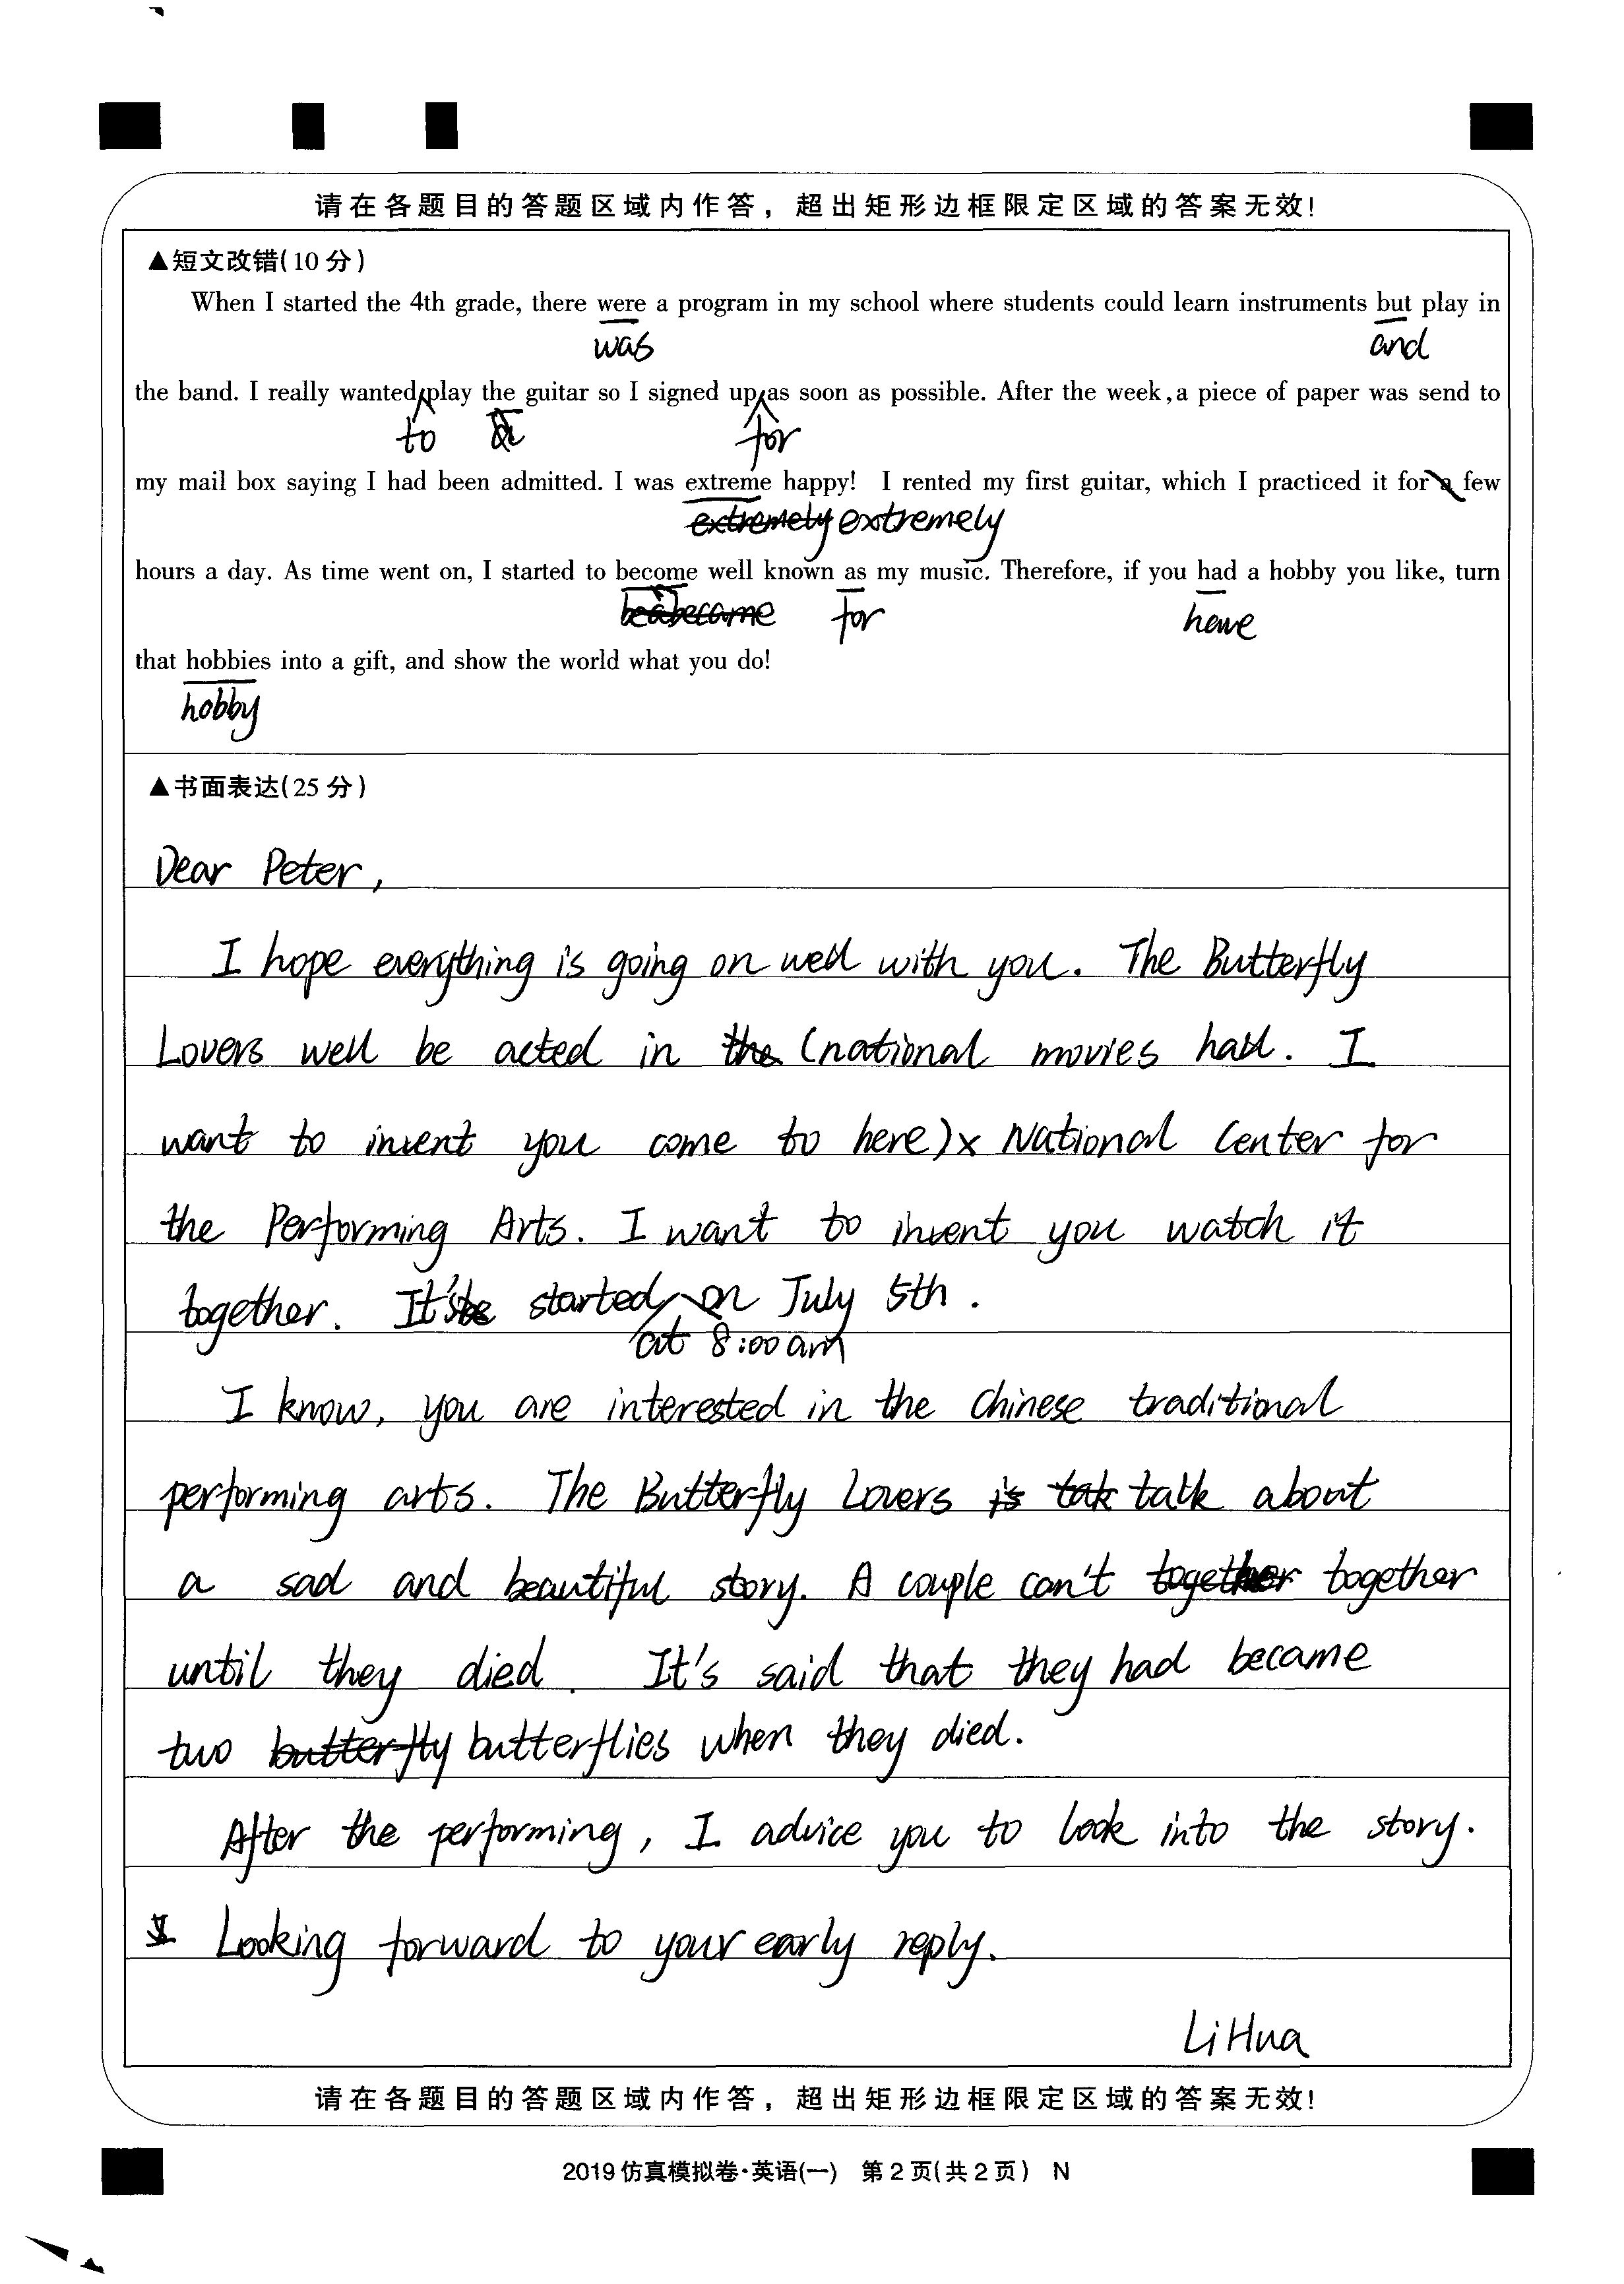 请在各题目的答题区域内作答，超出矩形边框限定区域的答案无效！
▲短文改错(10分)
When I started the 4th grade, there were a program in my school where students could learn instruments but play in
was and
the band. I really wanted play the guitar so I signed up as soon as possible. After the week, a piece of paper was send to
to for
my mail box saying I had been admitted. I was extreme happy! I rented my first guitar, which I practiced it for a few
extremely extremely
hours a day. As time went on, I started to become well known as my music. Therefore, if you had a hobby you like, turn
became for have
that hobbies into a gift, and show the world what you do!
hobby
▲书面表达(25分)
Dear Peter,
I hope everything is going on well with you. The Butterfly
Lovers well be acted in the (national movies hall. I
want to invent you come to here)x National Center for
the Performing Arts. I want to invent you watch it
together. It's be started on July 5th.
at 8:00 am
I know, you are interested in the Chinese traditional
performing arts. The Butterfly Lovers is tak talk about
a sad and beautiful story. A couple can't together together
until they died. It's said that they had became
two butterfly butterflies when they died.
After the performing, I advice you to look into the story.
Looking forward to your early reply.
Li Hua
请在各题目的答题区域内作答，超出矩形边框限定区域的答案无效！
2019仿真模拟卷·英语(一) 第2页(共2页) N